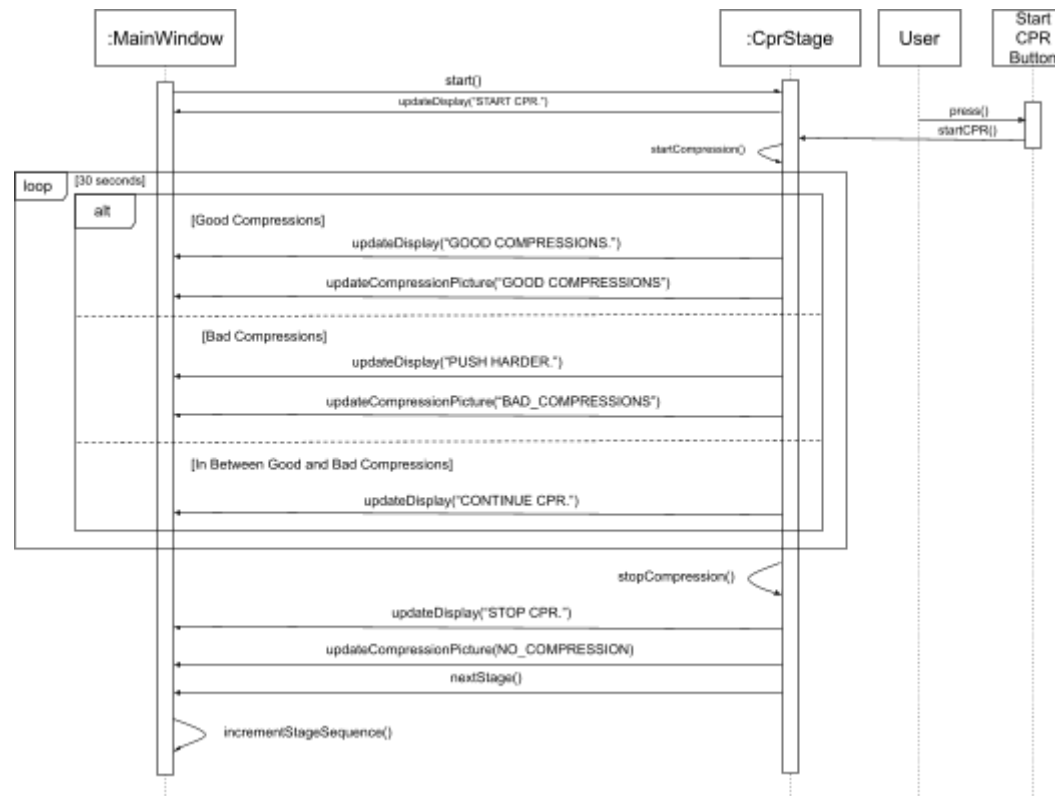 :MainWindow
:CprStage
User
Start
CPR
Button
start()
updateDisplay("START CPR.")
press()
startCPR()
startCompression()
loop
[30 seconds]
alt
[Good Compressions]
updateDisplay("GOOD COMPRESSIONS.")
updateCompressionPicture("GOOD COMPRESSIONS")
[Bad Compressions]
updateDisplay("PUSH HARDER.")
updateCompressionPicture("BAD_COMPRESSIONS")
[In Between Good and Bad Compressions]
updateDisplay("CONTINUE CPR.")
stopCompression()
updateDisplay("STOP CPR.")
updateCompressionPicture(NO_COMPRESSION)
nextStage()
incrementStageSequence()